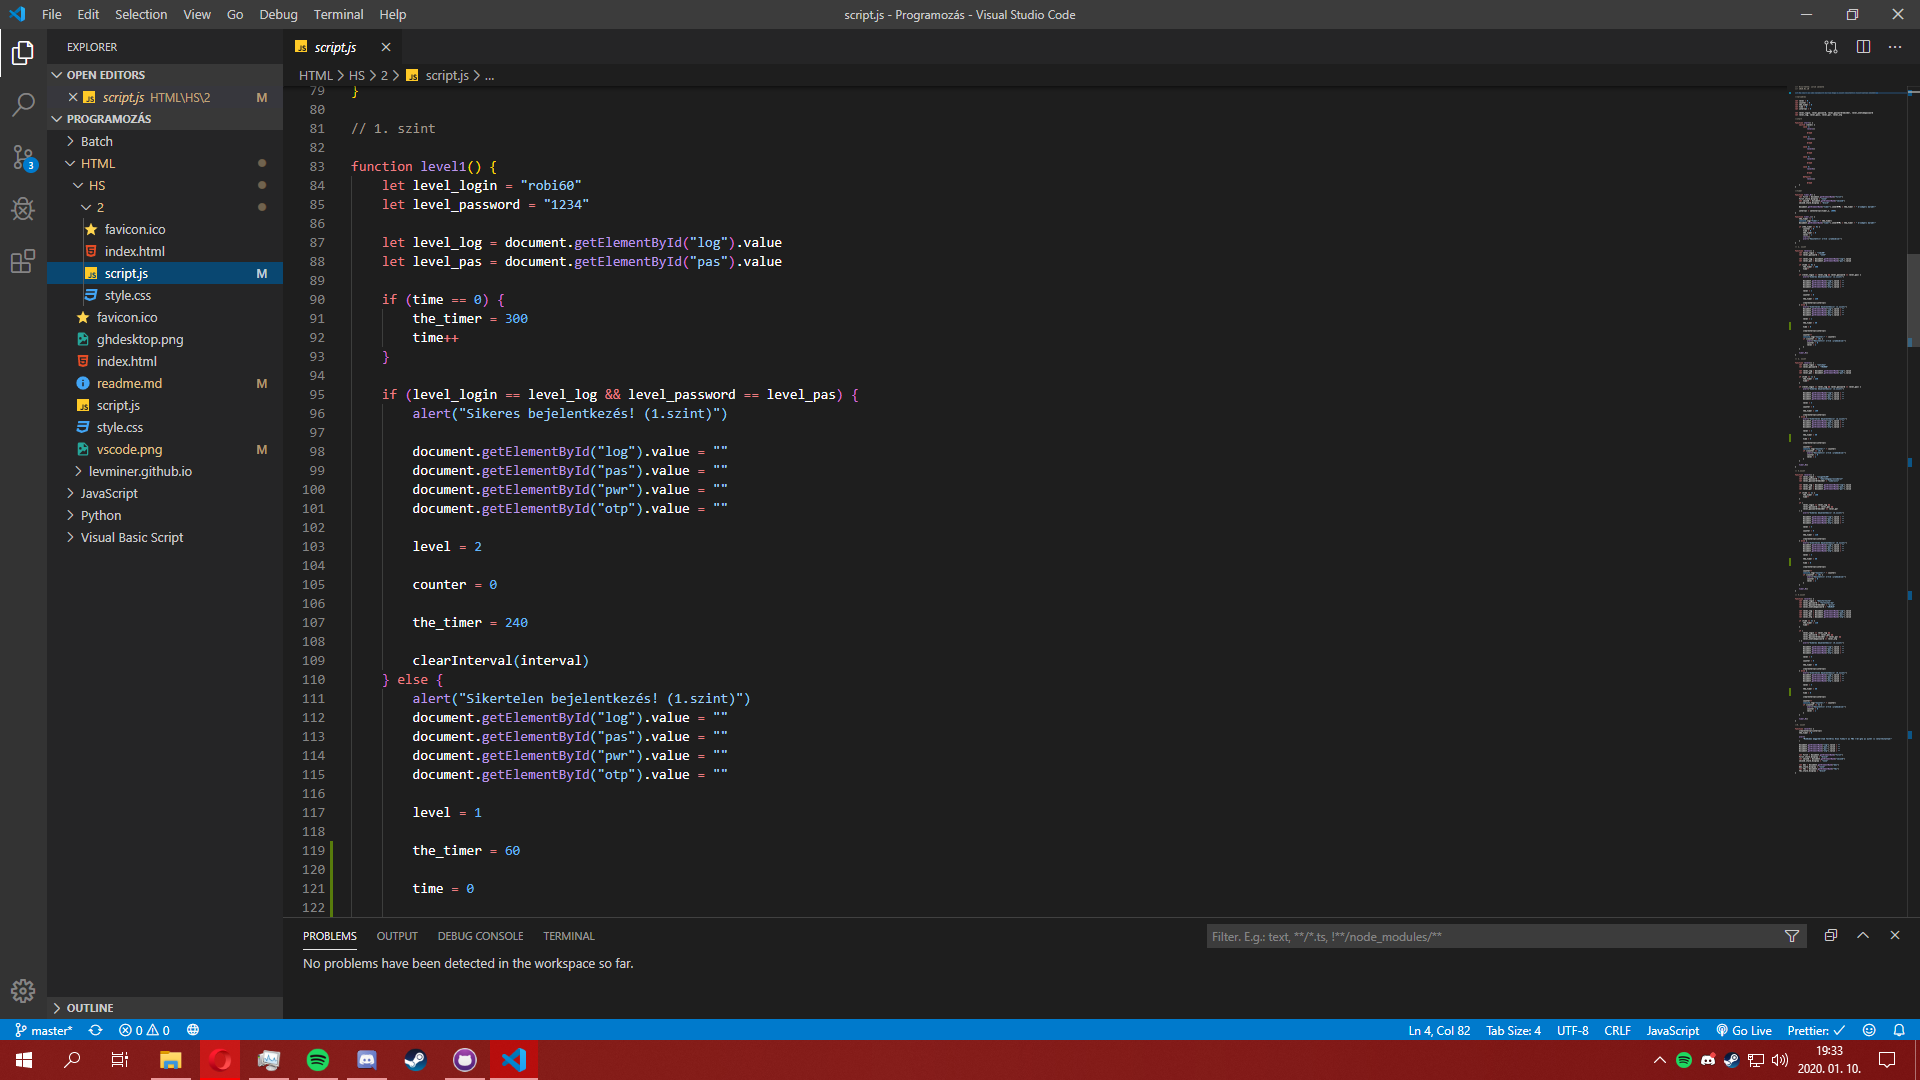 File Edit Selection View Go Debug Terminal Help
script.js - Programozás - Visual Studio Code
EXPLORER
OPEN EDITORS
script.js HTML\HS\2 M
PROGRAMOZÁS
Batch
HTML
HS
2
favicon.ico
index.html
script.js M
style.css
favicon.ico
ghdesktop.png
index.html
readme.md M
script.js
style.css
vscode.png M
levminer.github.io
JavaScript
Python
Visual Basic Script
OUTLINE
script.js
HTML > HS > 2 > script.js > ...
79 }
80
81 // 1. szint
82
83 function level1() {
84 let level_login = "robi60"
85 let level_password = "1234"
86
87 let level_log = document.getElementById("log").value
88 let level_pas = document.getElementById("pas").value
89
90 if (time == 0) {
91 the_timer = 300
92 time++
93 }
94
95 if (level_login == level_log && level_password == level_pas) {
96 alert("Sikeres bejelentkezés! (1.szint)")
97
98 document.getElementById("log").value = ""
99 document.getElementById("pas").value = ""
100 document.getElementById("pwr").value = ""
101 document.getElementById("otp").value = ""
102
103 level = 2
104
105 counter = 0
106
107 the_timer = 240
108
109 clearInterval(interval)
110 } else {
111 alert("Sikertelen bejelentkezés! (1.szint)")
112 document.getElementById("log").value = ""
113 document.getElementById("pas").value = ""
114 document.getElementById("pwr").value = ""
115 document.getElementById("otp").value = ""
116
117 level = 1
118
119 the_timer = 60
120
121 time = 0
122
PROBLEMS OUTPUT DEBUG CONSOLE TERMINAL
Filter. E.g.: text, **/*.ts, !**/node_modules/**
No problems have been detected in the workspace so far.
3
master* 0 0
Ln 4, Col 82 Tab Size: 4 UTF-8 CRLF JavaScript Go Live Prettier: ✓
19:33
2020. 01. 10.